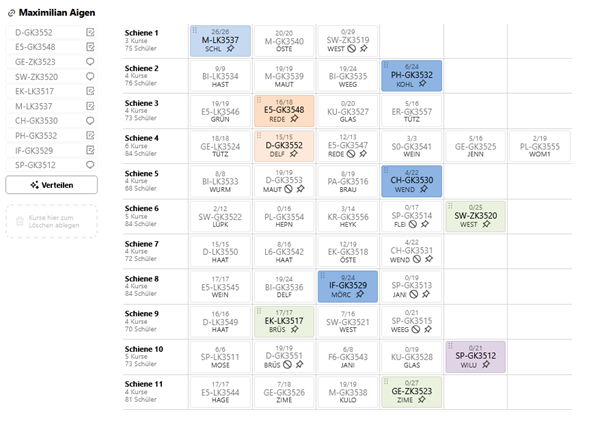 Maximilian Aigen
D-GK3552
E5-GK3548
GE-ZK3523
SW-ZK3520
EK-LK3517
M-LK3537
CH-GK3530
PH-GK3532
IF-GK3529
SP-GK3512
Verteilen
Kurse hier zum
Löschen ablegen
Schiene 1
3 Kurse
75 Schüler
26/26
M-LK3537
SCHL
20/20
M-GK3540
ÖSTE
0/29
SW-ZK3519
WEST
Schiene 2
4 Kurse
76 Schüler
9/9
BI-LK3534
HAST
19/19
M-GK3539
MAUT
19/24
BI-GK3535
WEEG
6/24
PH-GK3532
KOHL
Schiene 3
4 Kurse
73 Schüler
19/19
E5-LK3546
GRÜN
16/18
E5-GK3548
REDE
0/20
KU-GK3527
GLAS
5/16
ER-GK3557
TÜTZ
Schiene 4
6 Kurse
84 Schüler
18/18
GE-LK3524
TÜTZ
15/15
D-GK3552
DELF
12/13
E5-GK3547
REDE
3/3
S0-GK3541
WEIN
5/16
GE-GK3525
JENN
2/19
PL-GK3555
WOM1
Schiene 5
4 Kurse
68 Schüler
8/8
BI-LK3533
WURM
19/19
D-GK3553
MAUT
8/19
PA-GK3516
BRAU
4/22
CH-GK3530
WEND
Schiene 6
5 Kurse
84 Schüler
2/12
SW-GK3522
LÜPK
0/16
PL-GK3554
HEPN
3/14
KR-GK3556
HEYK
0/17
SP-GK3514
FLEI
0/25
SW-ZK3520
WEST
Schiene 7
4 Kurse
72 Schüler
15/15
D-LK3550
HAAT
8/16
L6-GK3542
HAAT
12/19
EK-GK3518
ÖSTE
4/22
CH-GK3531
WEND
Schiene 8
4 Kurse
84 Schüler
17/17
E5-LK3545
WEIN
19/24
BI-GK3536
DELF
9/24
IF-GK3529
MÖRC
0/19
SP-GK3513
JANI
Schiene 9
4 Kurse
70 Schüler
16/16
D-LK3549
HAAT
17/17
EK-LK3517
BRÜS
7/16
SW-GK3521
WEST
0/21
SP-GK3515
WEEG
Schiene 10
5 Kurse
73 Schüler
6/6
SP-LK3511
MOSE
19/19
D-GK3551
BRÜS
6/8
F6-GK3543
JANI
0/19
KU-GK3528
GLAS
0/21
SP-GK3512
WILU
Schiene 11
4 Kurse
81 Schüler
17/17
E5-LK3544
HAGE
7/18
GE-GK3526
ZIME
19/19
M-GK3538
KULO
0/27
GE-ZK3523
ZIME